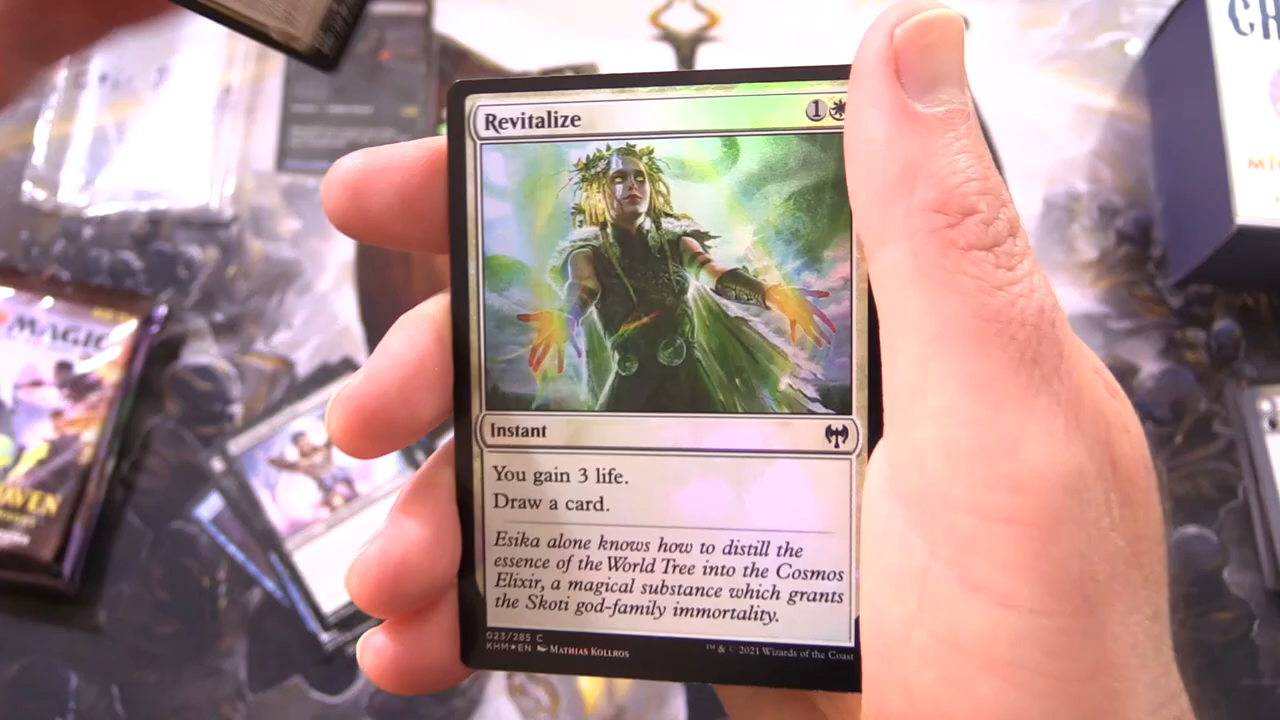 Revitalize
1
Instant
You gain 3 life.
Draw a card.
Esika alone knows how to distill the
essence of the World Tree into the Cosmos
Elixir, a magical substance which grants
the Skoti god-family immortality.
023/285 C
KHM★EN MATHIAS KOLLROS
™ & © 2021 Wizards of the Coast
MAGIC